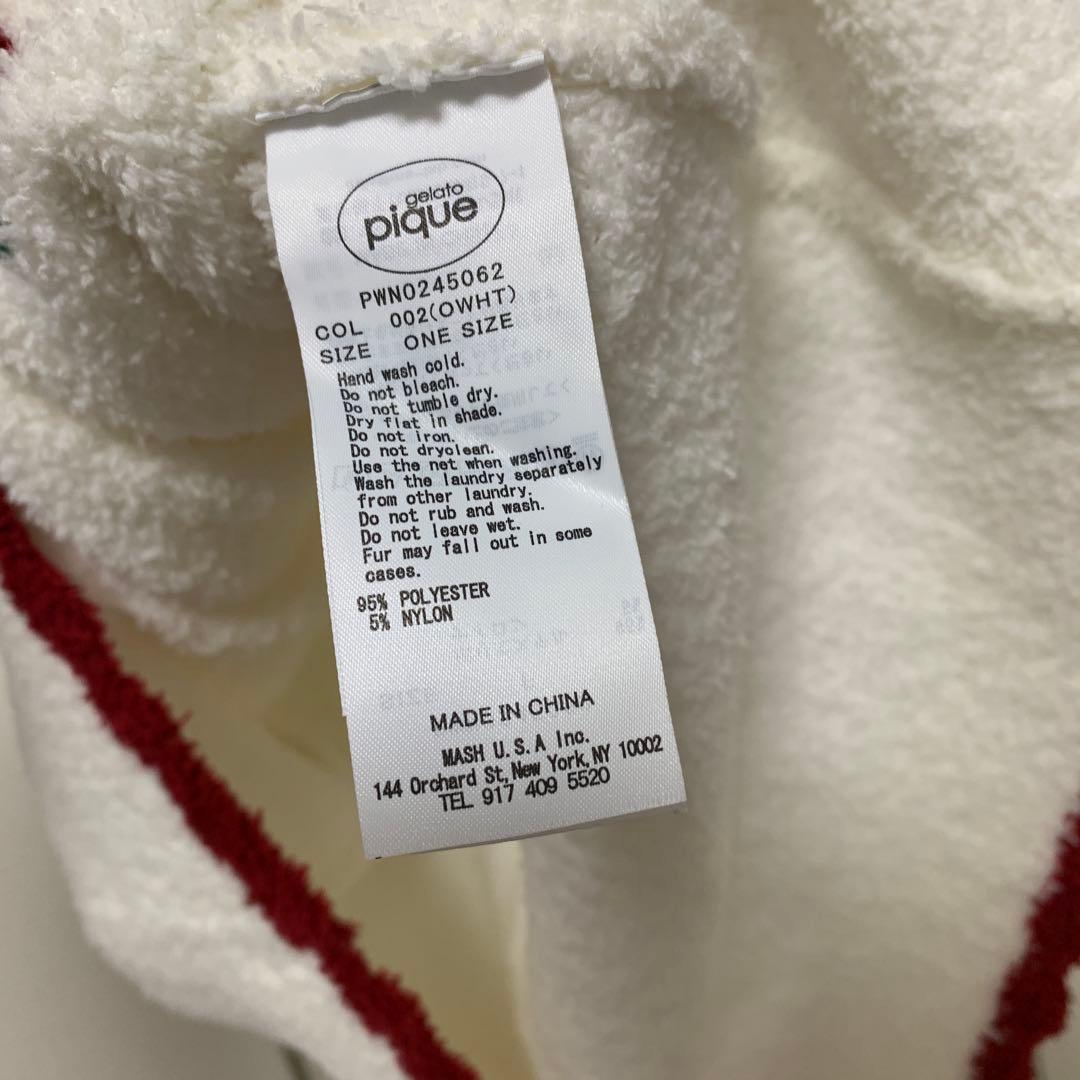 gelato
pique
PWN0245062
COL 002(OWHT)
SIZE ONE SIZE
Hand wash cold.
Do not bleach.
Do not tumble dry.
Dry flat in shade.
Do not iron.
Do not dryclean.
Use the net when washing.
Wash the laundry separately
from other laundry.
Do not rub and wash.
Do not leave wet.
Fur may fall out in some
cases.
95% POLYESTER
5% NYLON
MADE IN CHINA
MASH U.S.A Inc.
144 Orchard St, New York, NY 10002
TEL 917 409 5520